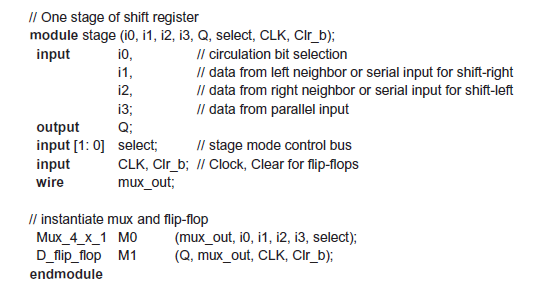 // One stage of shift register
module stage (i0, i1, i2, i3, Q, select, CLK, Clr_b);
input i0, // circulation bit selection
i1, // data from left neighbor or serial input for shift-right
i2, // data from right neighbor or serial input for shift-left
i3; // data from parallel input
output Q;
input [1: 0] select; // stage mode control bus
input CLK, Clr_b; // Clock, Clear for flip-flops
wire mux_out;
// instantiate mux and flip-flop
Mux_4_x_1 M0 (mux_out, i0, i1, i2, i3, select);
D_flip_flop M1 (Q, mux_out, CLK, Clr_b);
endmodule